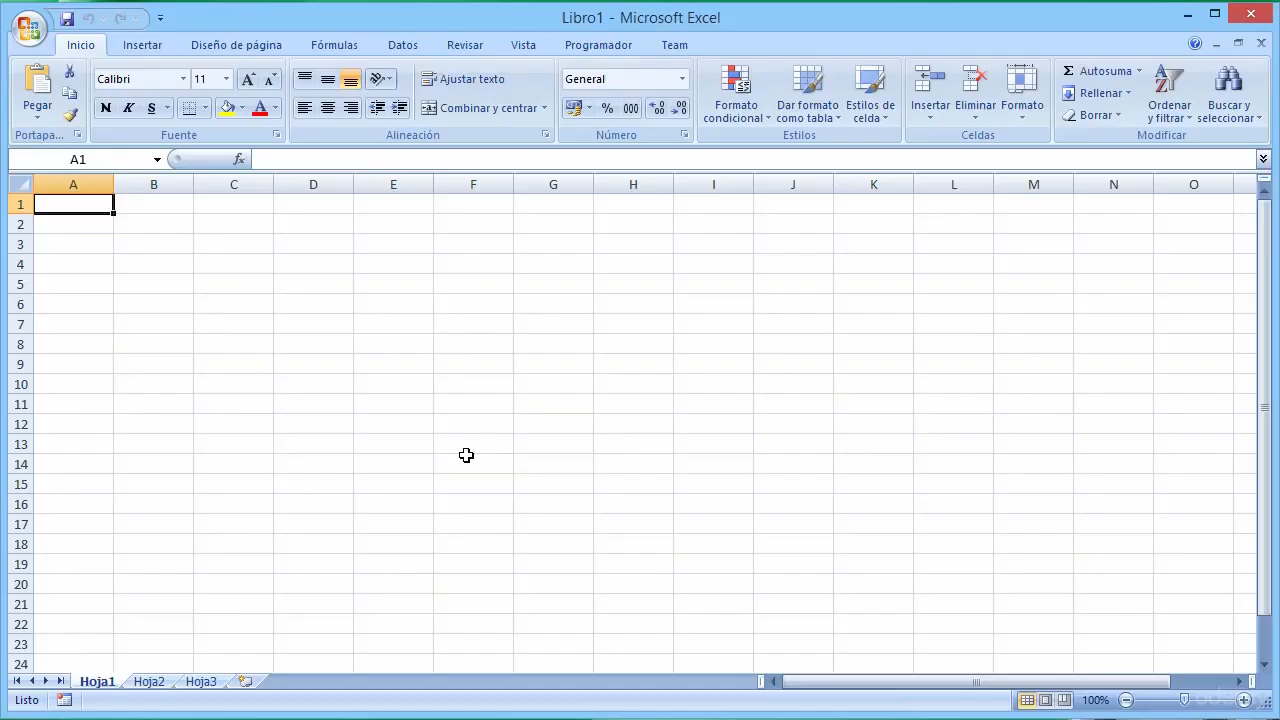 Libro1 - Microsoft Excel
Inicio Insertar Diseño de página Fórmulas Datos Revisar Vista Programador Team
Pegar
Portapa...
Calibri 11
N K S
Fuente
Ajustar texto
Combinar y centrar
Alineación
General
% 000
Número
Formato condicional
Dar formato como tabla
Estilos de celda
Estilos
Insertar Eliminar Formato
Celdas
Σ Autosuma
Rellenar
Borrar
Ordenar y filtrar
Buscar y seleccionar
Modificar
A1 fx
A B C D E F G H I J K L M N O
1
2
3
4
5
6
7
8
9
10
11
12
13
14
15
16
17
18
19
20
21
22
23
24
Hoja1 Hoja2 Hoja3
Listo 100%